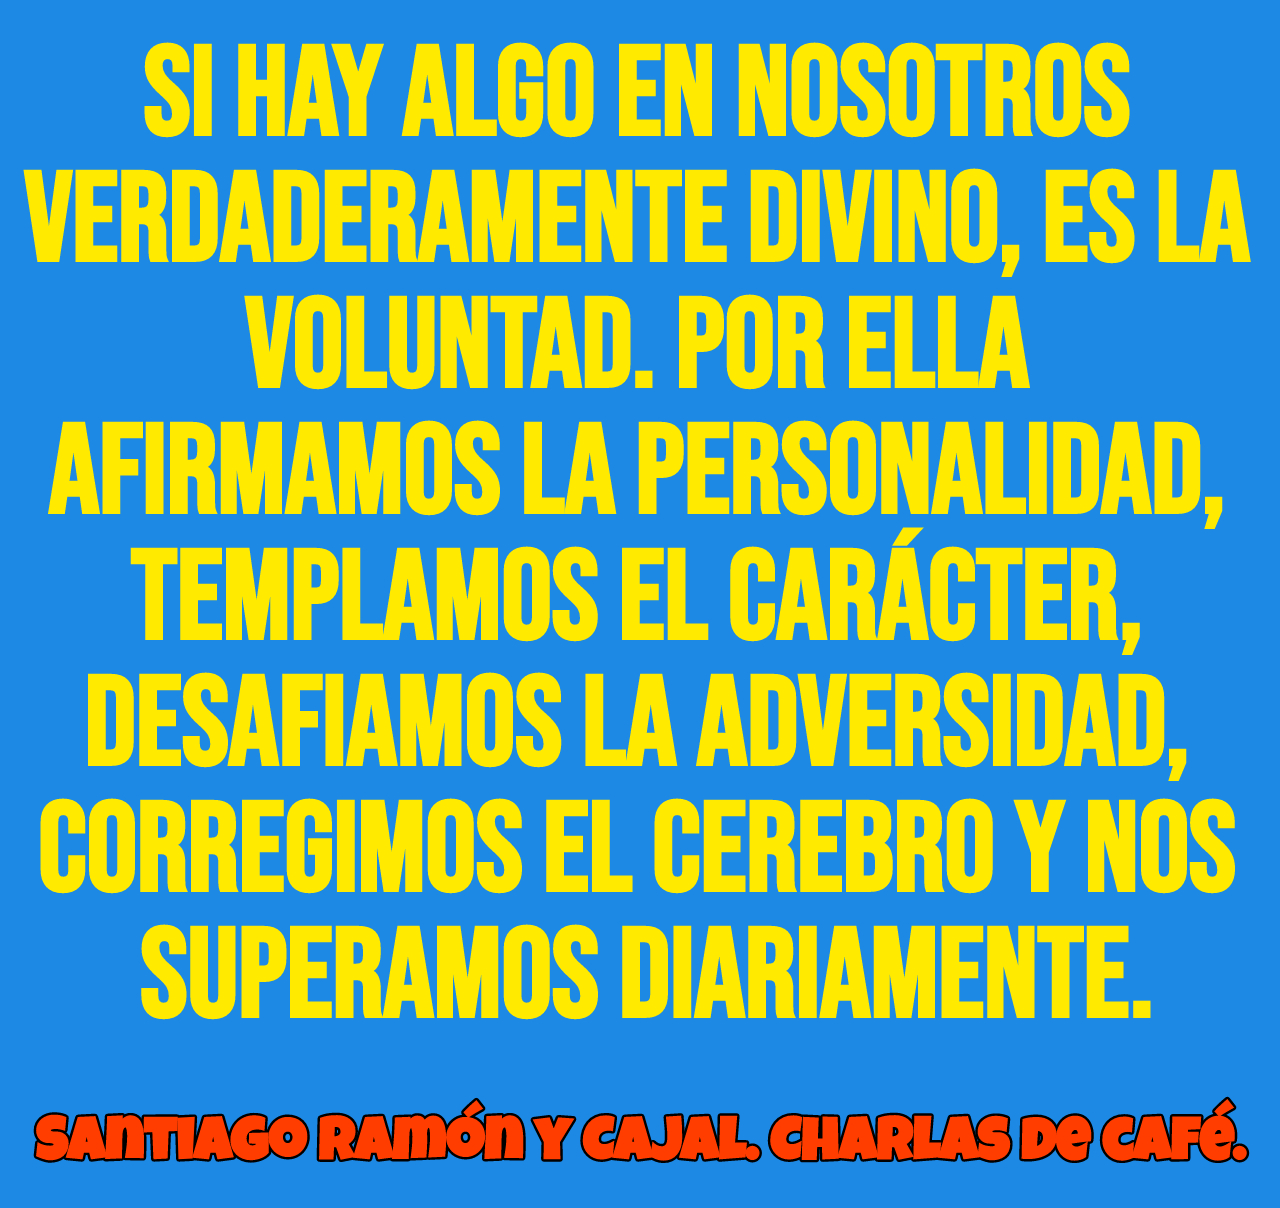 SI HAY ALGO EN NOSOTROS
VERDADERAMENTE DIVINO, ES LA
VOLUNTAD. POR ELLA
AFIRMAMOS LA PERSONALIDAD,
TEMPLAMOS EL CARÁCTER,
DESAFIAMOS LA ADVERSIDAD,
CORREGIMOS EL CEREBRO Y NOS
SUPERAMOS DIARIAMENTE.
Santiago Ramón y Cajal. Charlas de café.